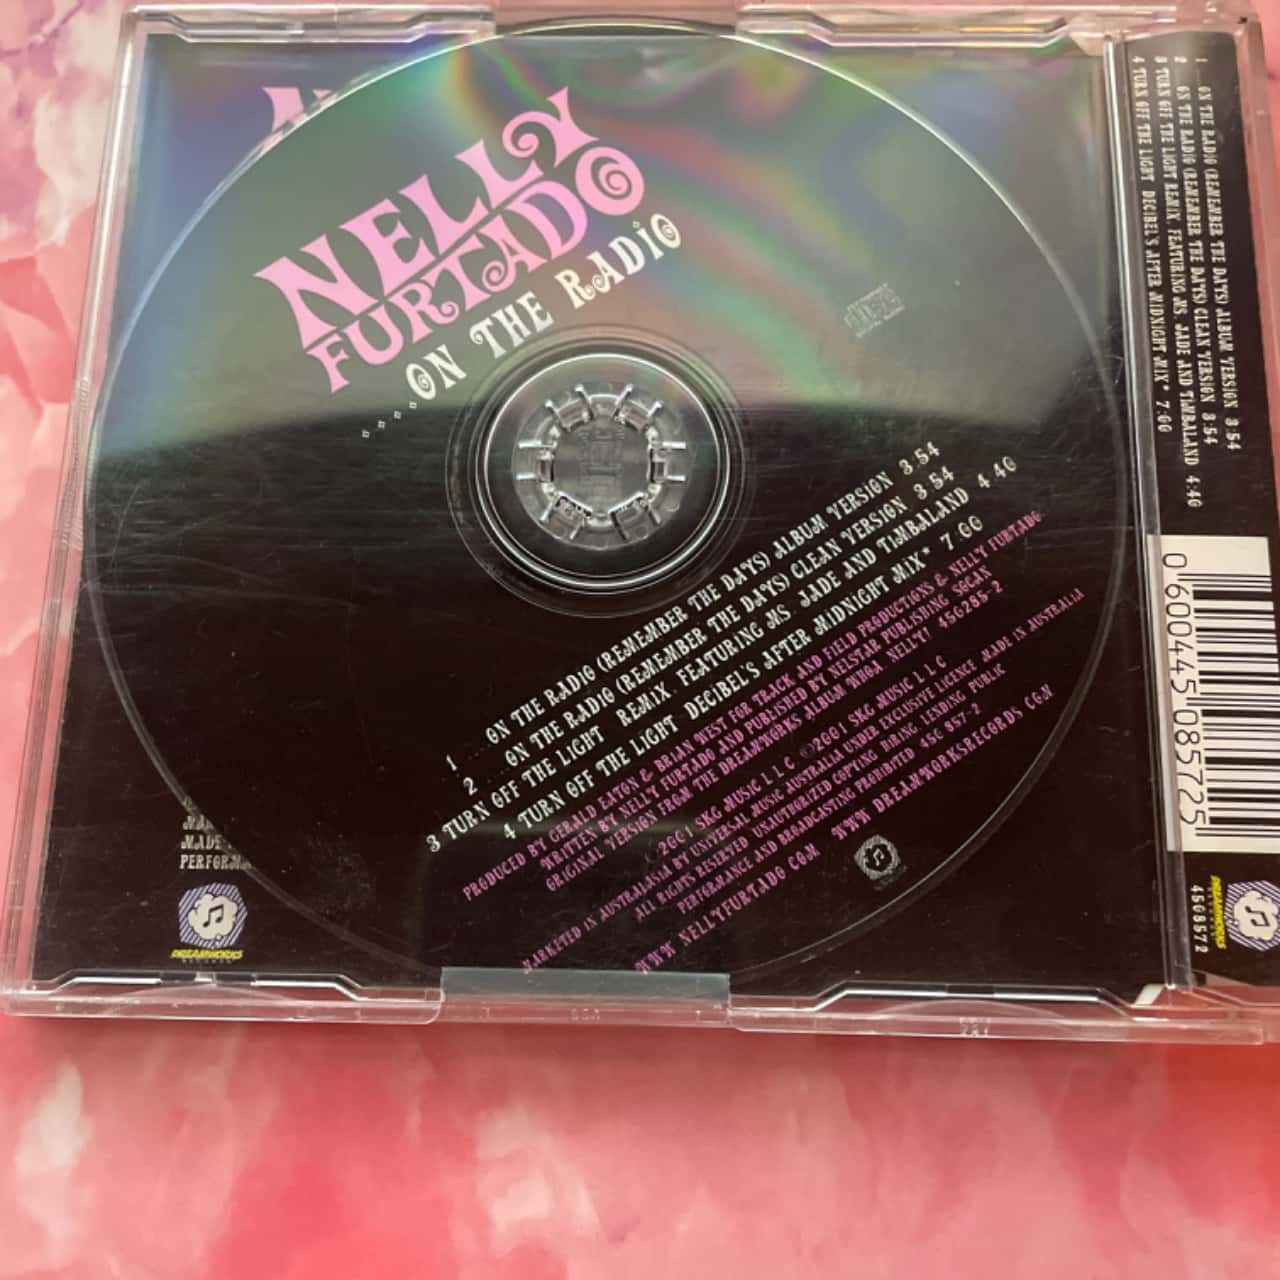 NELLY
FURTADO
.....ON THE RADIO
1 ....ON THE RADIO (REMEMBER THE DAYS) ALBUM VERSION 3:54
2 ....ON THE RADIO (REMEMBER THE DAYS) CLEAN VERSION 3:54
3 TURN OFF THE LIGHT REMIX. FEATURING MS. JADE AND TIMBALAND 4:40
4 TURN OFF THE LIGHT DECIBEL'S AFTER MIDNIGHT MIX* 7:00
PRODUCED BY GERALD EATON & BRIAN WEST FOR TRACK AND FIELD PRODUCTIONS & NELLY FURTADO
WRITTEN BY NELLY FURTADO AND PUBLISHED BY NELSTAR PUBLISHING SOCAN
ORIGINAL VERSION FROM THE DREAMWORKS ALBUM WHOA NELLY! 450285-2
2001 SKG MUSIC L L C ©2001 SKG MUSIC L L C
MARKETED IN AUSTRALASIA BY UNIVERSAL MUSIC AUSTRALIA UNDER EXCLUSIVE LICENCE MADE IN AUSTRALIA
ALL RIGHTS RESERVED UNAUTHORIZED COPYING HIRING, LENDING, PUBLIC
PERFORMANCE AND BROADCASTING PROHIBITED 450 857-2
WWW NELLYFURTADO COM WWW DREAMWORKSRECORDS COM
MADE
PERFORMA
DREAMWORKS
RECORDS
1 ....ON THE RADIO (REMEMBER THE DAYS) ALBUM VERSION 3:54
2 ....ON THE RADIO (REMEMBER THE DAYS) CLEAN VERSION 3:54
3 TURN OFF THE LIGHT REMIX. FEATURING MS JADE AND TIMBALAND 4:40
4 TURN OFF THE LIGHT DECIBEL'S AFTER MIDNIGHT MIX* 7:00
0 600445 085725
4508572
DREAMWORKS
RECORDS